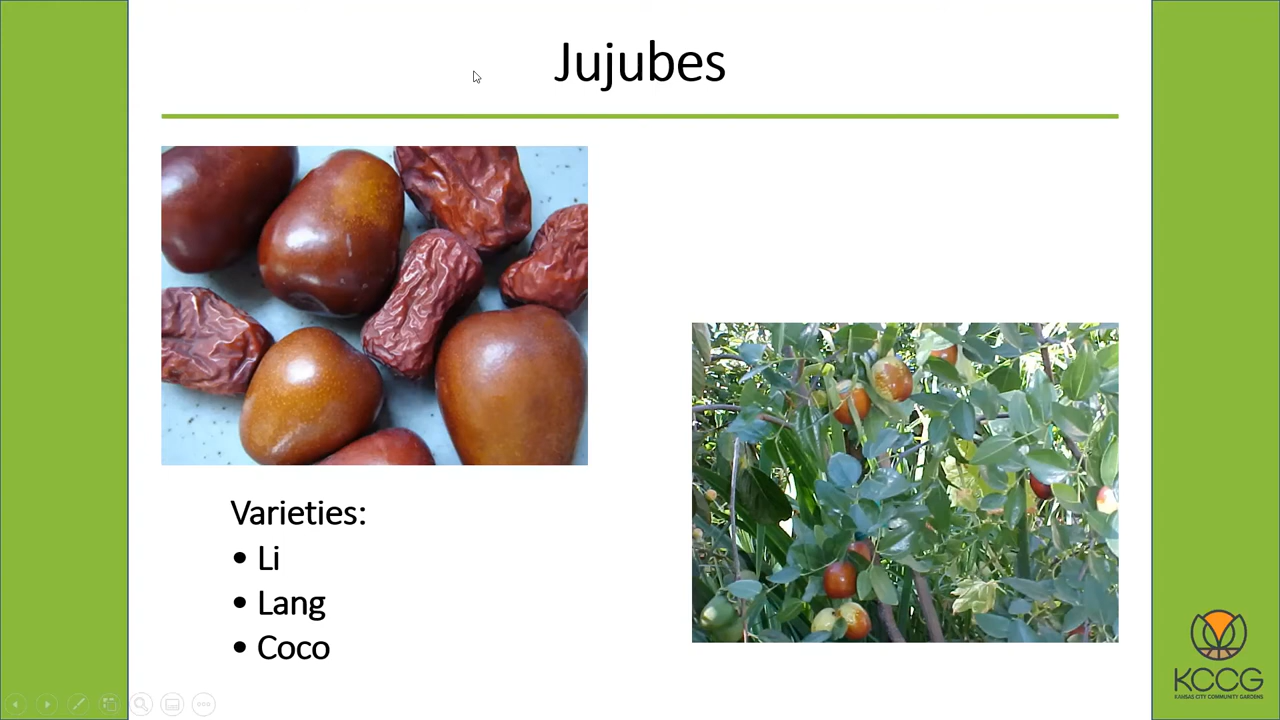 Jujubes
Varieties:
• Li
• Lang
• Coco
KCCG
KANSAS CITY COMMUNITY GARDENS